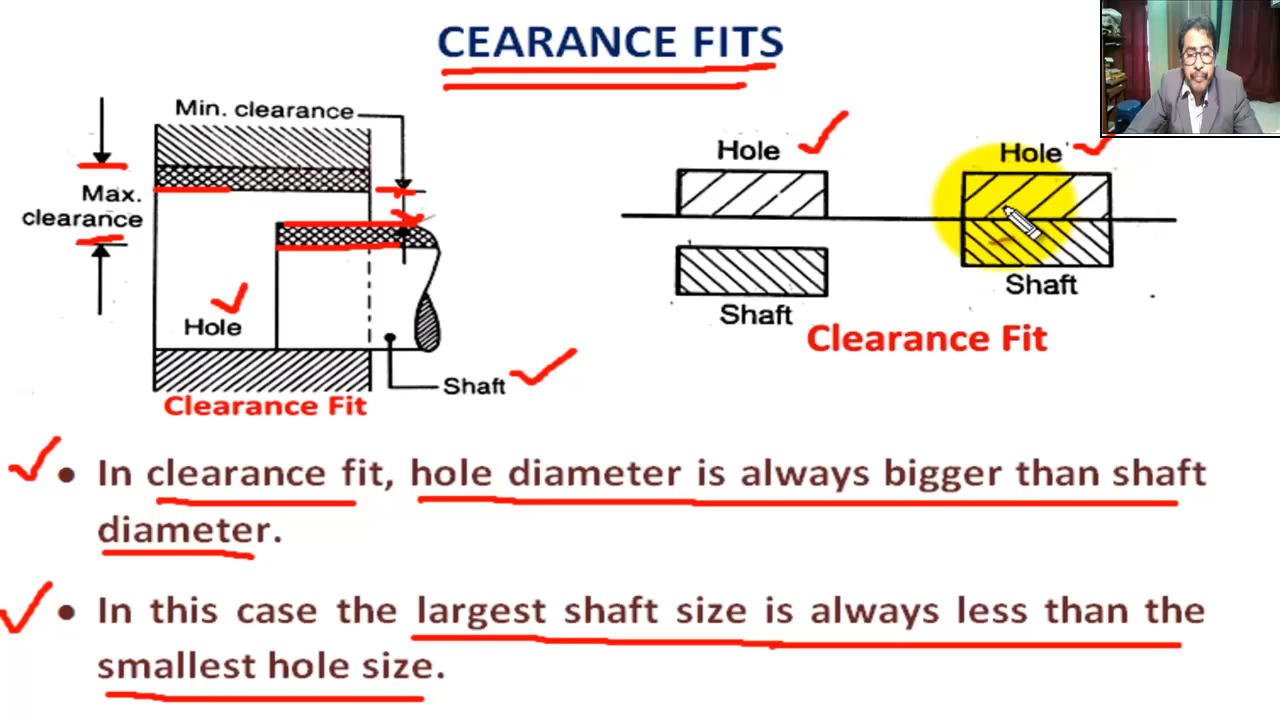 CEARANCE FITS
Min. clearance
Max.
clearance
Hole
Shaft
Clearance Fit
Hole
Hole
Shaft
Shaft
Clearance Fit
• In clearance fit, hole diameter is always bigger than shaft
diameter.
• In this case the largest shaft size is always less than the
smallest hole size.